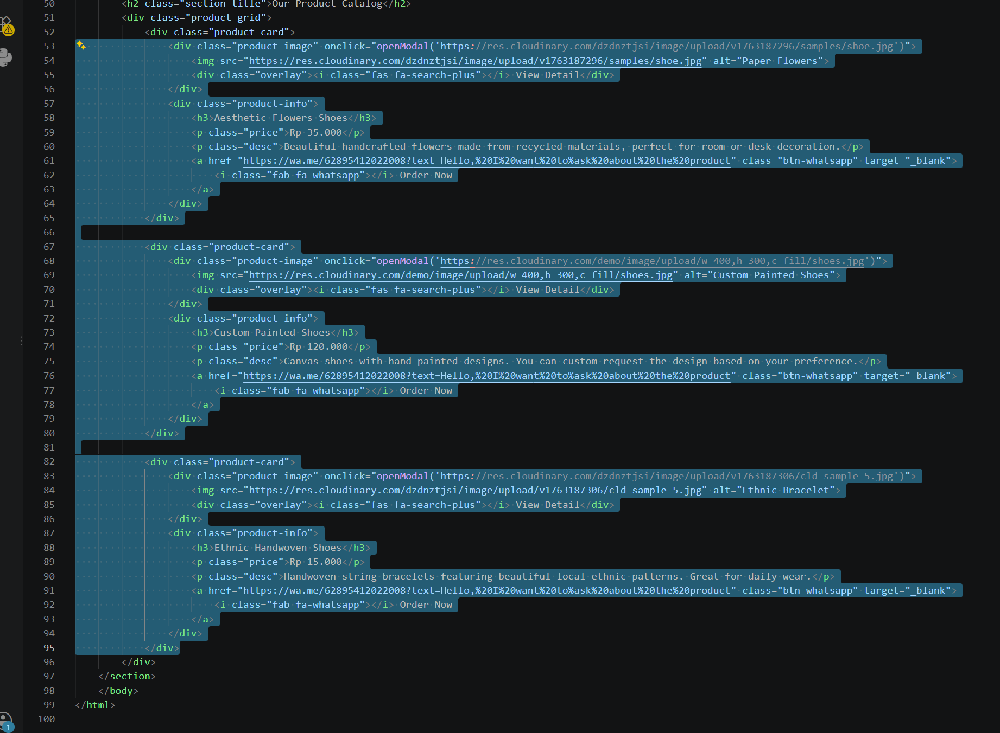 50 <h2 class="section-title">Our Product Catalog</h2>
51 <div class="product-grid">
52 <div class="product-card">
53 <div class="product-image" onclick="openModal('https://res.cloudinary.com/dzdnztjsi/image/upload/v1763187296/samples/shoe.jpg')">
54 <img src="https://res.cloudinary.com/dzdnztjsi/image/upload/v1763187296/samples/shoe.jpg" alt="Paper Flowers">
55 <div class="overlay"><i class="fas fa-search-plus"></i> View Detail</div>
56 </div>
57 <div class="product-info">
58 <h3>Aesthetic Flowers Shoes</h3>
59 <p class="price">Rp 35.000</p>
60 <p class="desc">Beautiful handcrafted flowers made from recycled materials, perfect for room or desk decoration.</p>
61 <a href="https://wa.me/62895412022008?text=Hello,%20I%20want%20to%ask%20about%20the%20product" class="btn-whatsapp" target="_blank">
62 <i class="fab fa-whatsapp"></i> Order Now
63 </a>
64 </div>
65 </div>
66
67 <div class="product-card">
68 <div class="product-image" onclick="openModal('https://res.cloudinary.com/demo/image/upload/w_400,h_300,c_fill/shoes.jpg')">
69 <img src="https://res.cloudinary.com/demo/image/upload/w_400,h_300,c_fill/shoes.jpg" alt="Custom Painted Shoes">
70 <div class="overlay"><i class="fas fa-search-plus"></i> View Detail</div>
71 </div>
72 <div class="product-info">
73 <h3>Custom Painted Shoes</h3>
74 <p class="price">Rp 120.000</p>
75 <p class="desc">Canvas shoes with hand-painted designs. You can custom request the design based on your preference.</p>
76 <a href="https://wa.me/62895412022008?text=Hello,%20I%20want%20to%ask%20about%20the%20product" class="btn-whatsapp" target="_blank">
77 <i class="fab fa-whatsapp"></i> Order Now
78 </a>
79 </div>
80 </div>
81
82 <div class="product-card">
83 <div class="product-image" onclick="openModal('https://res.cloudinary.com/dzdnztjsi/image/upload/v1763187306/cld-sample-5.jpg')">
84 <img src="https://res.cloudinary.com/dzdnztjsi/image/upload/v1763187306/cld-sample-5.jpg" alt="Ethnic Bracelet">
85 <div class="overlay"><i class="fas fa-search-plus"></i> View Detail</div>
86 </div>
87 <div class="product-info">
88 <h3>Ethnic Handwoven Shoes</h3>
89 <p class="price">Rp 15.000</p>
90 <p class="desc">Handwoven string bracelets featuring beautiful local ethnic patterns. Great for daily wear.</p>
91 <a href="https://wa.me/62895412022008?text=Hello,%20I%20want%20to%ask%20about%20the%20product" class="btn-whatsapp" target="_blank">
92 <i class="fab fa-whatsapp"></i> Order Now
93 </a>
94 </div>
95 </div>
96 </div>
97 </section>
98 </body>
99 </html>
100
1